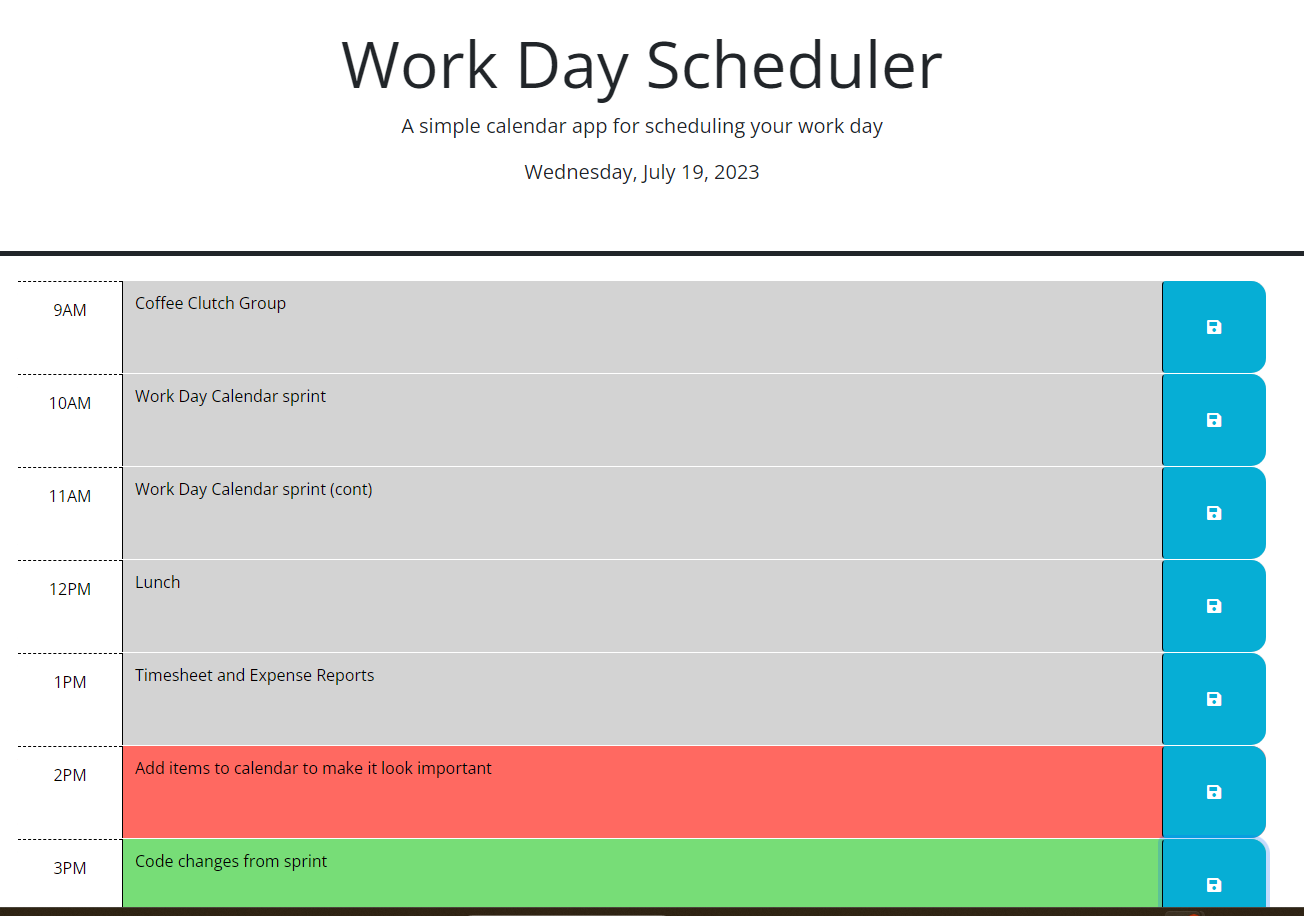 Work Day Scheduler
A simple calendar app for scheduling your work day
Wednesday, July 19, 2023
9AM Coffee Clutch Group
10AM Work Day Calendar sprint
11AM Work Day Calendar sprint (cont)
12PM Lunch
1PM Timesheet and Expense Reports
2PM Add items to calendar to make it look important
3PM Code changes from sprint